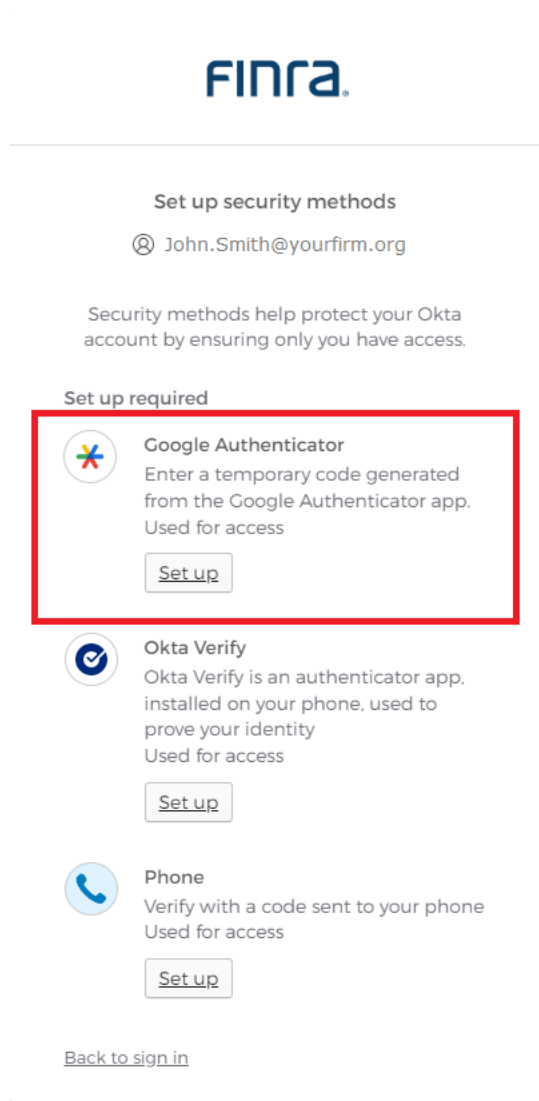 FINRA®
Set up security methods
John.Smith@yourfirm.org
Security methods help protect your Okta
account by ensuring only you have access.
Set up required
Google Authenticator
Enter a temporary code generated
from the Google Authenticator app.
Used for access
Set up
Okta Verify
Okta Verify is an authenticator app,
installed on your phone, used to
prove your identity
Used for access
Set up
Phone
Verify with a code sent to your phone
Used for access
Set up
Back to sign in